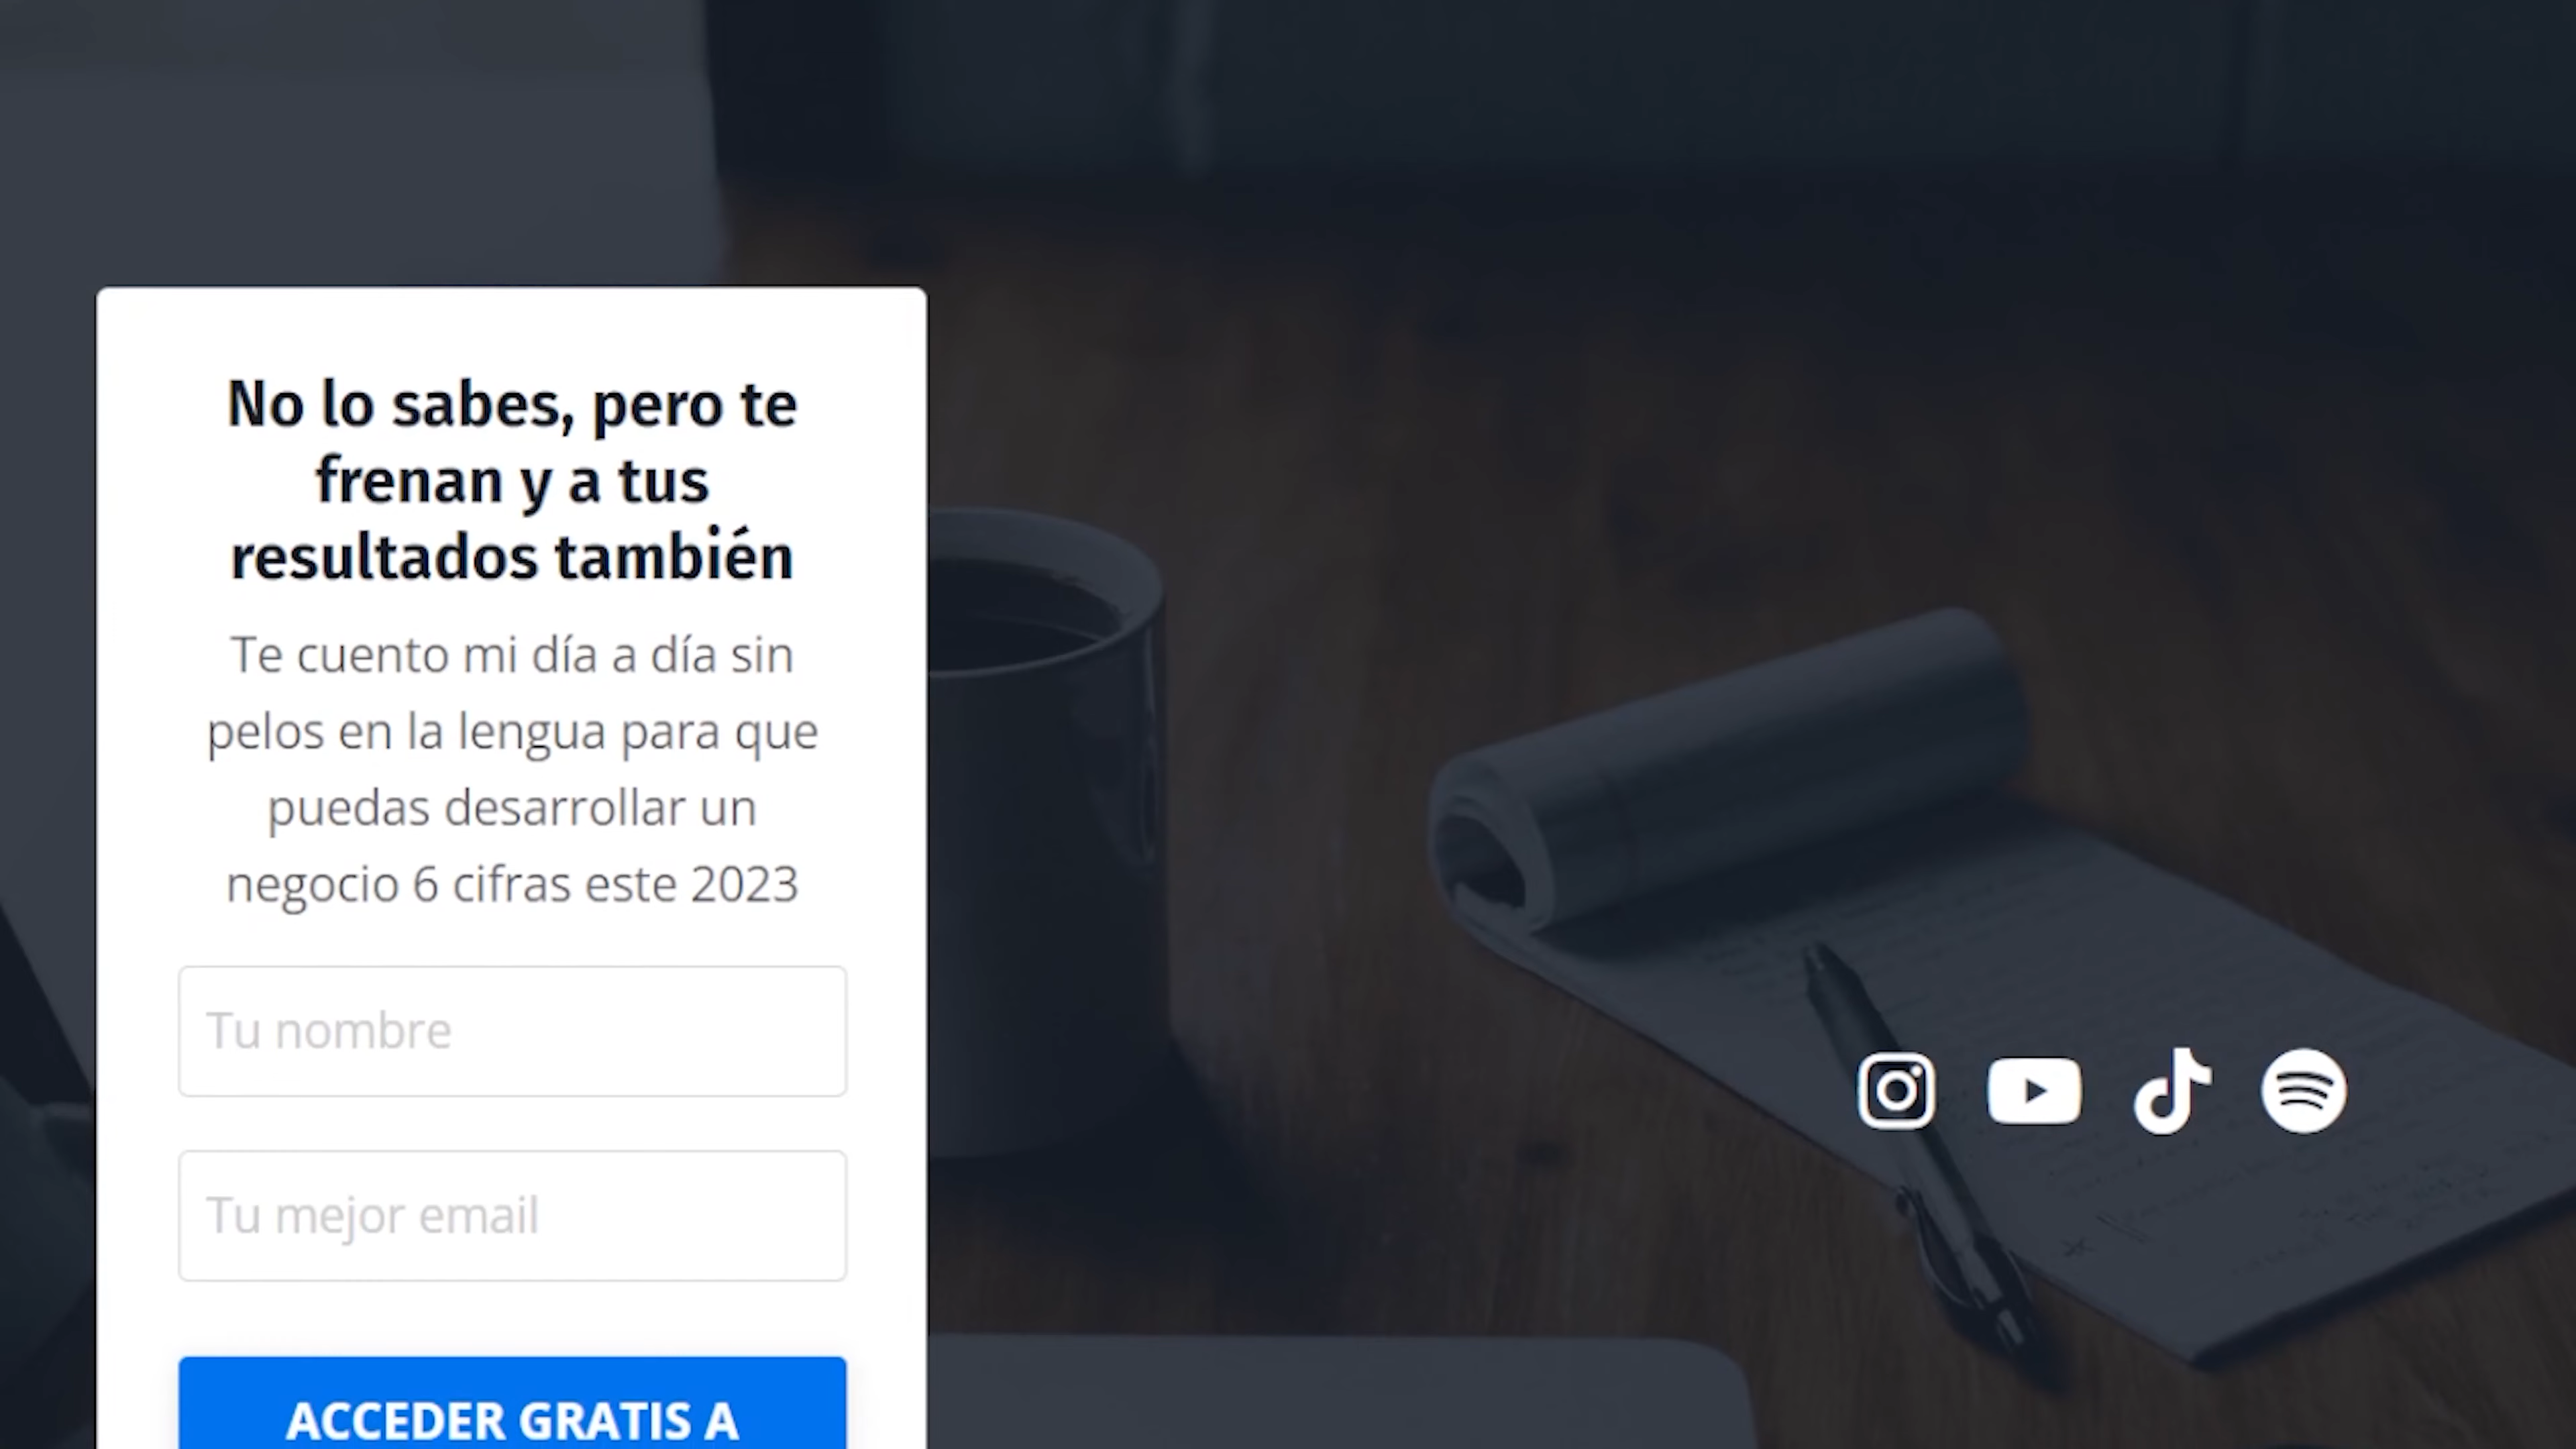 No lo sabes, pero te
frenan y a tus
resultados también
Te cuento mi día a día sin
pelos en la lengua para que
puedas desarrollar un
negocio 6 cifras este 2023
Tu nombre
Tu mejor email
ACCEDER GRATIS A